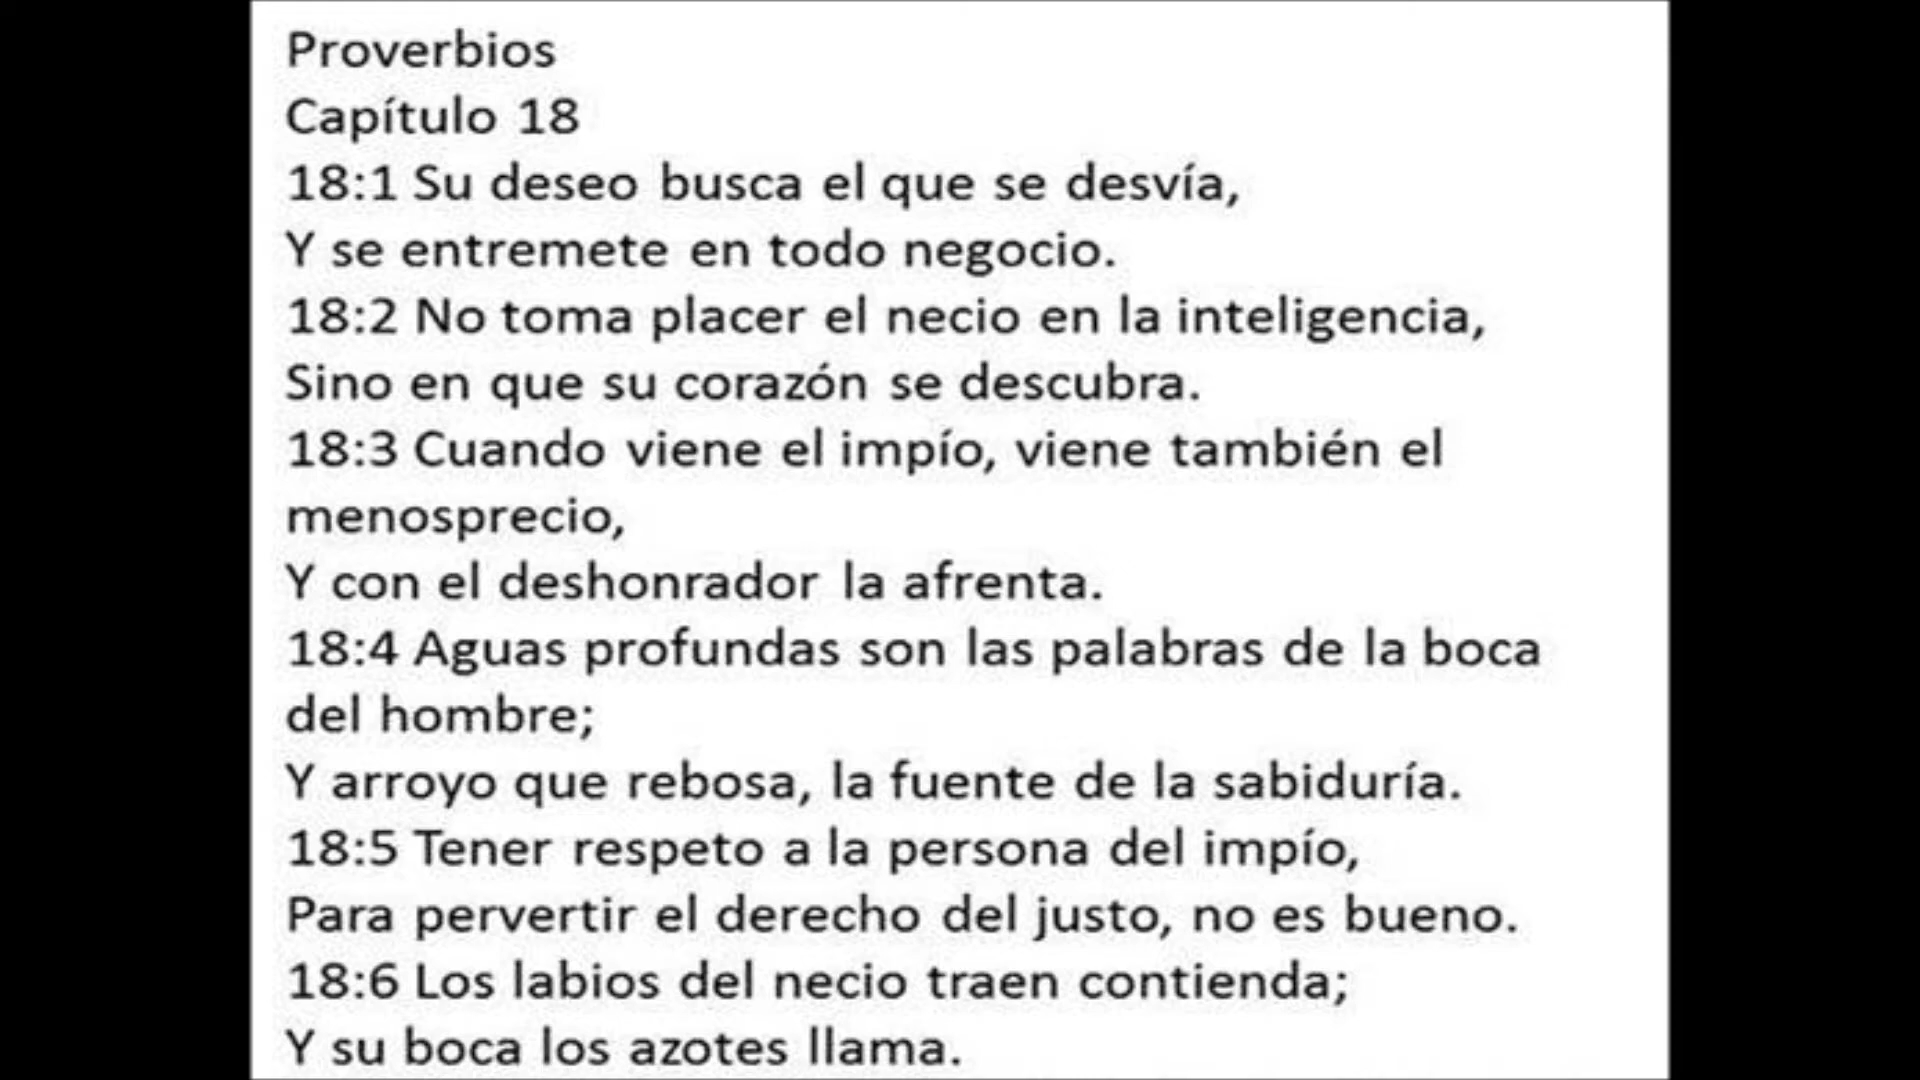 Proverbios
Capítulo 18
18:1 Su deseo busca el que se desvía,
Y se entremete en todo negocio.
18:2 No toma placer el necio en la inteligencia,
Sino en que su corazón se descubra.
18:3 Cuando viene el impío, viene también el
menosprecio,
Y con el deshonrador la afrenta.
18:4 Aguas profundas son las palabras de la boca
del hombre;
Y arroyo que rebosa, la fuente de la sabiduría.
18:5 Tener respeto a la persona del impío,
Para pervertir el derecho del justo, no es bueno.
18:6 Los labios del necio traen contienda;
Y su boca los azotes llama.